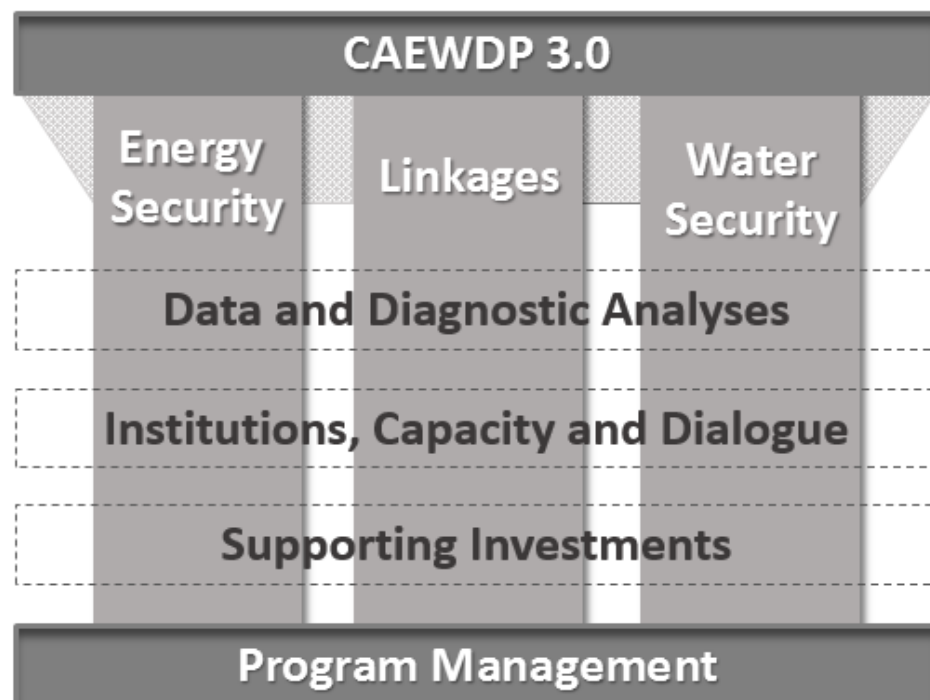 CAEWDP 3.0
Energy
Security
Linkages
Water
Security
Data and Diagnostic Analyses
Institutions, Capacity and Dialogue
Supporting Investments
Program Management